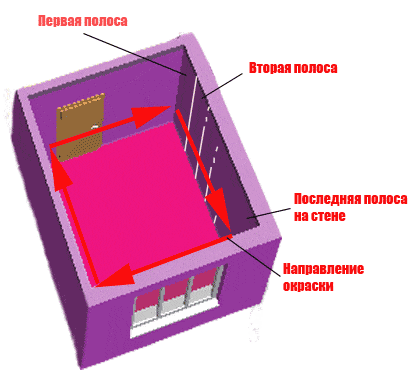 Первая полоса
Вторая полоса
Последняя полоса
на стене
Направление
окраски